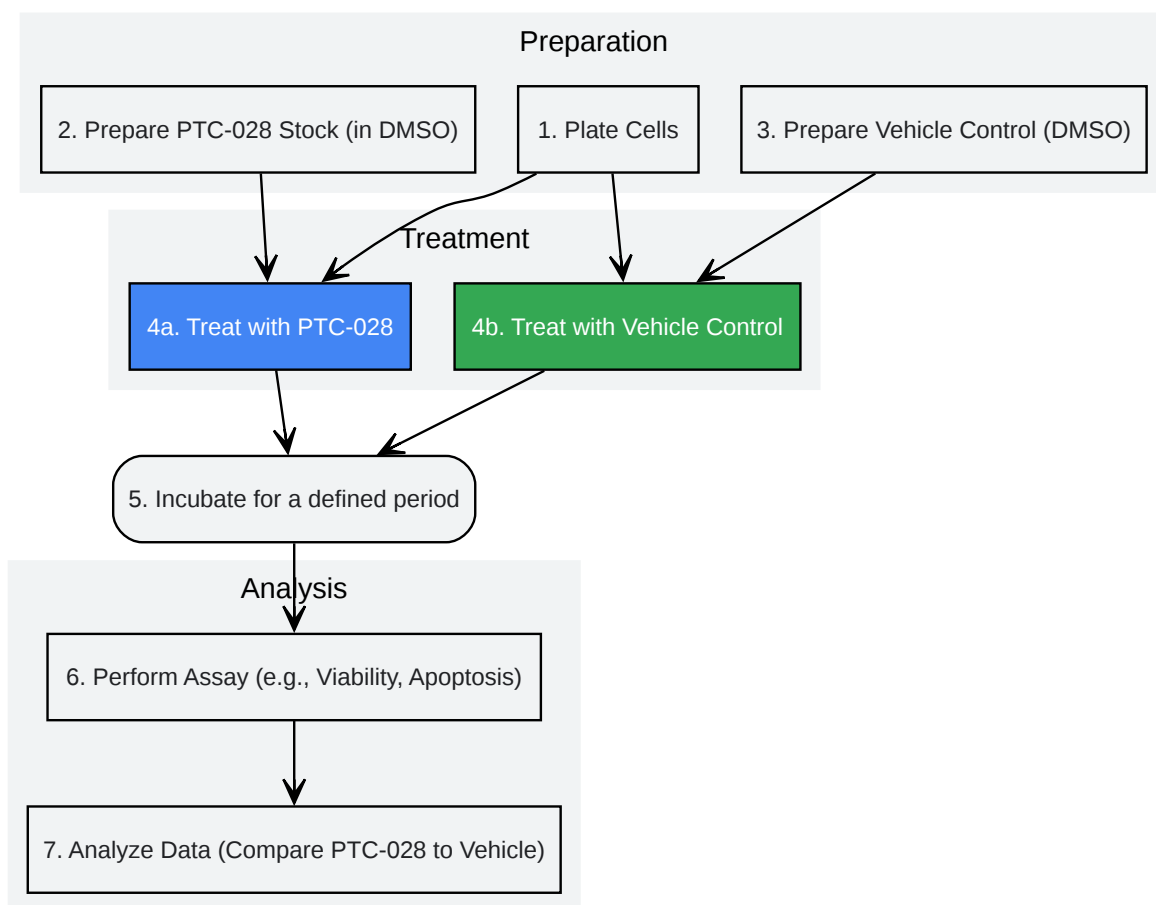 Preparation
2. Prepare PTC-028 Stock (in DMSO)
1. Plate Cells
3. Prepare Vehicle Control (DMSO)
Treatment
4a. Treat with PTC-028
4b. Treat with Vehicle Control
5. Incubate for a defined period
Analysis
6. Perform Assay (e.g., Viability, Apoptosis)
7. Analyze Data (Compare PTC-028 to Vehicle)